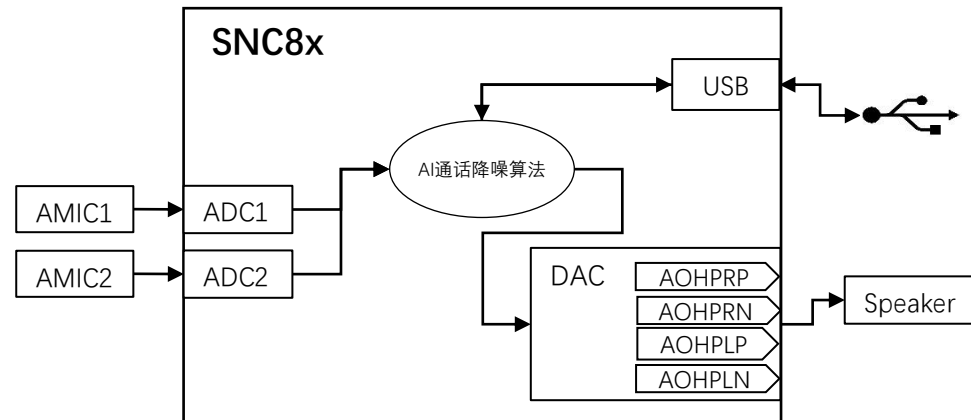 SNC8x
USB
AI通话降噪算法
AMIC1
ADC1
AMIC2
ADC2
DAC
AOHPRP
AOHPRN
AOHPLP
AOHPLN
Speaker